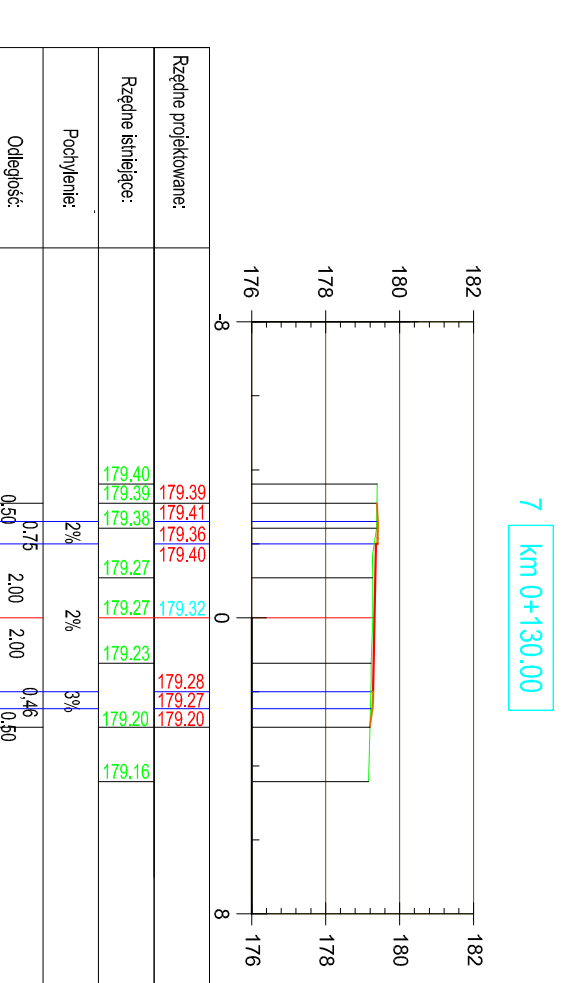 7 km 0+130.00
182 182
180 180
178 178
176 176
-8 0 8
Rzędne projektowane: 179.39 179.41 179.36 179.40 179.32 179.28 179.27 179.20
Rzędne istniejące: 179.40 179.39 179.38 179.27 179.27 179.23 179.20 179.16
Pochylenie: 2% 2% 3%
Odległość: 0.50 0.75 2.00 2.00 0,46 0.50